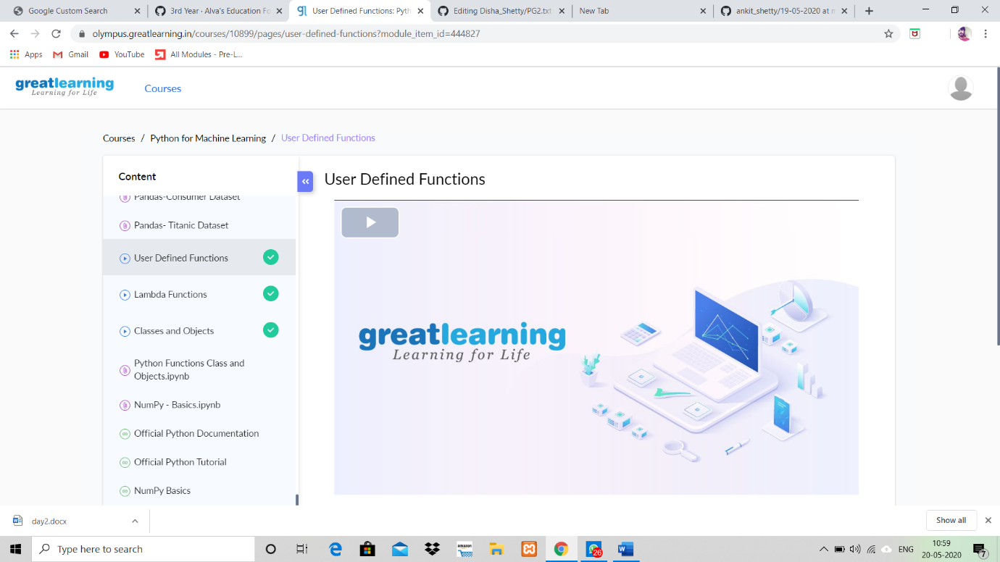 Google Custom Search
3rd Year · Alva's Education Fo
User Defined Functions: Pyth
Editing Disha_Shetty/PG2.txt
New Tab
ankit_shetty/19-05-2020 at m
olympus.greatlearning.in/courses/10899/pages/user-defined-functions?module_item_id=444827
Apps
Gmail
YouTube
All Modules - Pre-L...
greatlearning
Learning for Life
Courses
Courses / Python for Machine Learning / User Defined Functions
Content
Pandas-Consumer Dataset
Pandas- Titanic Dataset
User Defined Functions
Lambda Functions
Classes and Objects
Python Functions Class and
Objects.ipynb
NumPy - Basics.ipynb
Official Python Documentation
Official Python Tutorial
NumPy Basics
User Defined Functions
greatlearning
Learning for Life
day2.docx
Show all
Type here to search
amazon
26
ENG
10:59
20-05-2020
7